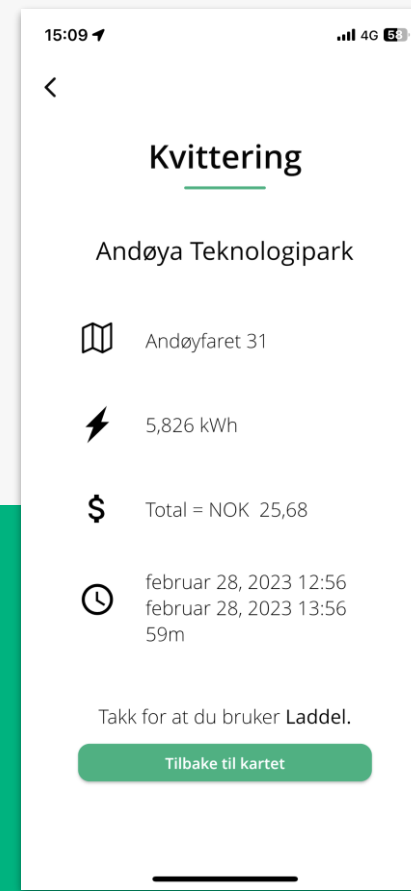 15:09
4G 58
Kvittering
Andøya Teknologipark
Andøyfaret 31
5,826 kWh
Total = NOK 25,68
februar 28, 2023 12:56
februar 28, 2023 13:56
59m
Takk for at du bruker Laddel.
Tilbake til kartet